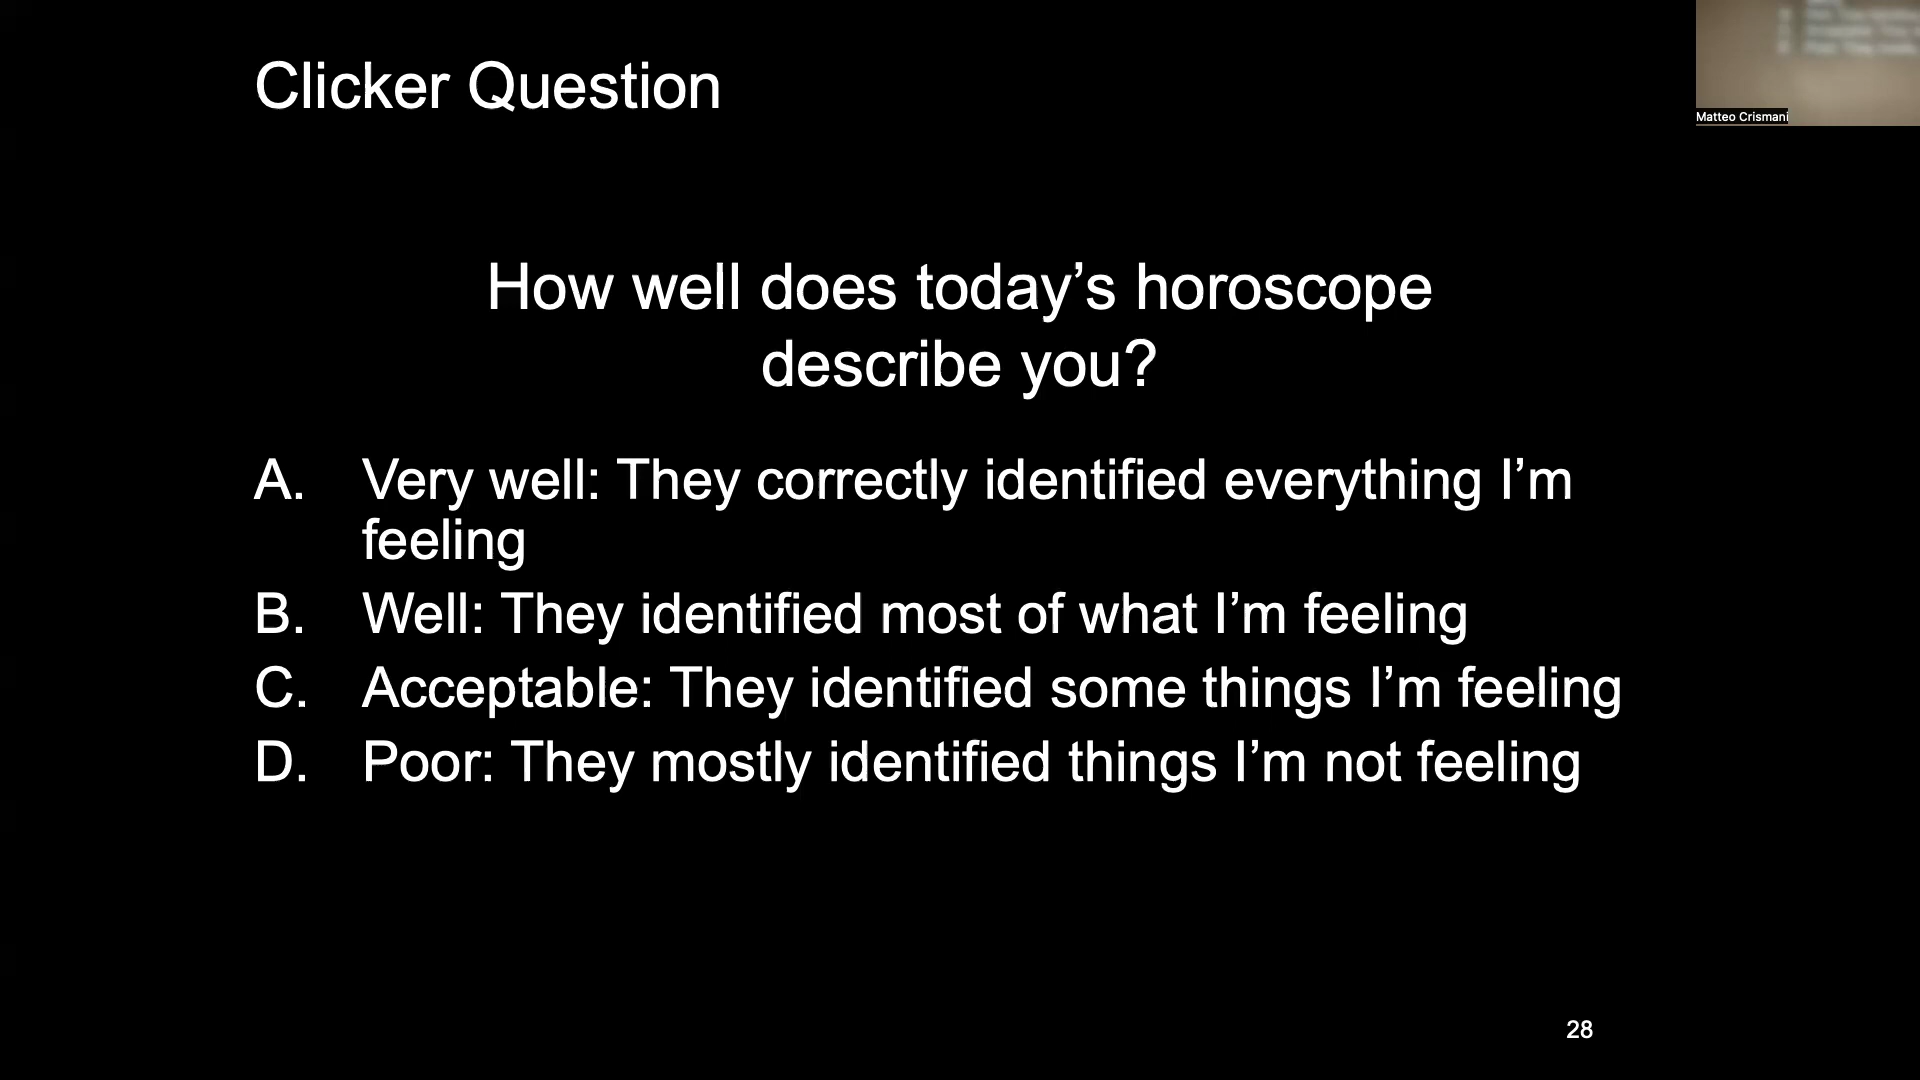 Clicker Question
Matteo Crismani
How well does today’s horoscope
describe you?
A. Very well: They correctly identified everything I’m
feeling
B. Well: They identified most of what I’m feeling
C. Acceptable: They identified some things I’m feeling
D. Poor: They mostly identified things I’m not feeling
28